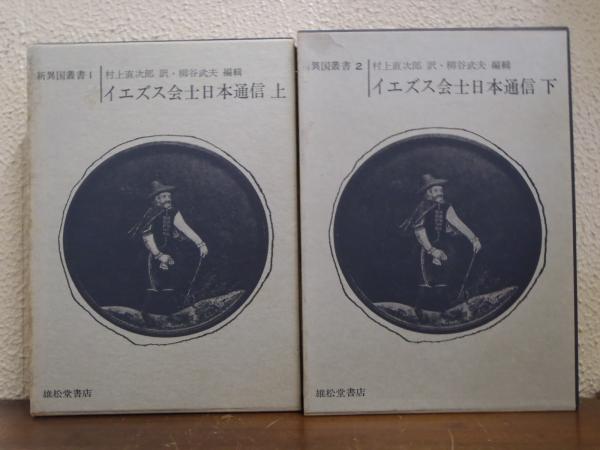 新異国叢書 1
村上直次郎 訳・柳谷武夫 編輯
イエズス会士日本通信 上
雄松堂書店
異国叢書 2
村上直次郎 訳・柳谷武夫 編輯
イエズス会士日本通信 下
雄松堂書店